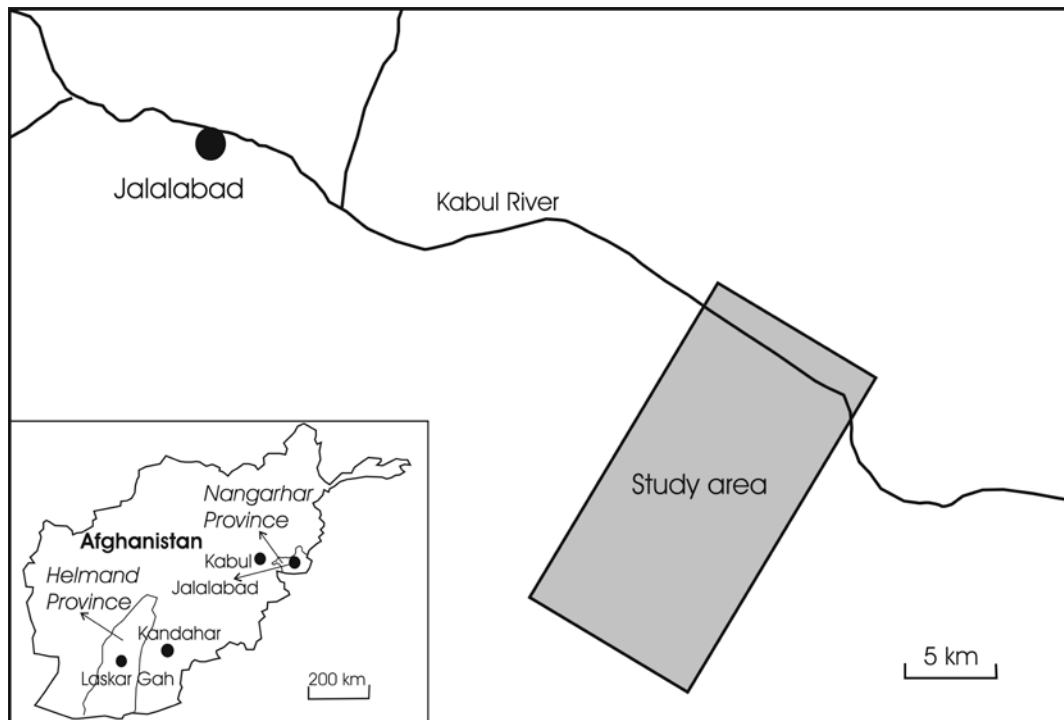 Jalalabad
Kabul River
Study area
5 km
Nangarhar
Province
Afghanistan
Kabul
Jalalabad
Helmand
Province
Kandahar
Laskar Gah
200 km